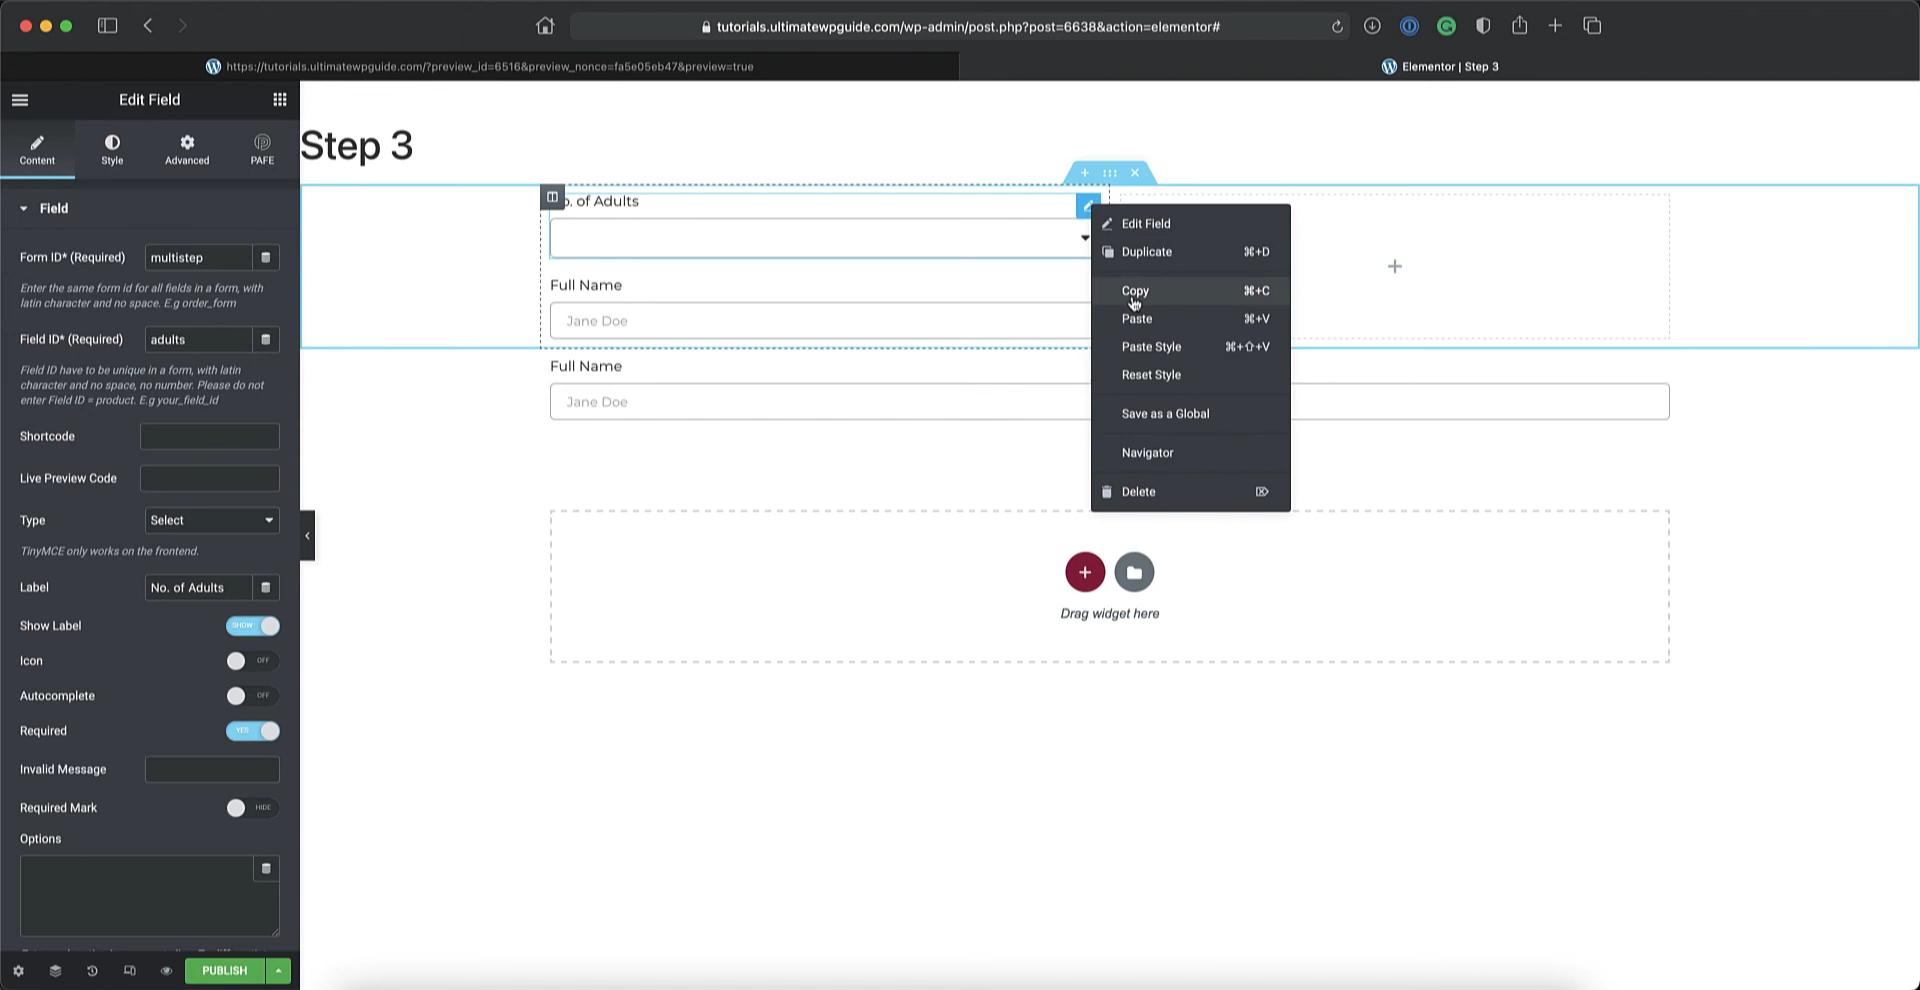 tutorials.ultimatewpguide.com/wp-admin/post.php?post=6638&action=elementor#
https://tutorials.ultimatewpguide.com/?preview_id=6516&preview_nonce=fa5e05eb47&preview=true
Elementor | Step 3
Edit Field
Content
Style
Advanced
PAFE
Field
Form ID* (Required)
multistep
Enter the same form id for all fields in a form, with
latin character and no space. E.g order_form
Field ID* (Required)
adults
Field ID have to be unique in a form, with latin
character and no space, no number. Please do not
enter Field ID = product. E.g your_field_id
Shortcode
Live Preview Code
Type
Select
TinyMCE only works on the frontend.
Label
No. of Adults
Show Label
SHOW
Icon
OFF
Autocomplete
OFF
Required
YES
Invalid Message
Required Mark
HIDE
Options
PUBLISH
Step 3
o. of Adults
Full Name
Jane Doe
Full Name
Jane Doe
Edit Field
Duplicate ⌘+D
Copy ⌘+C
Paste ⌘+V
Paste Style ⌘+⇧+V
Reset Style
Save as a Global
Navigator
Delete ⌦
Drag widget here